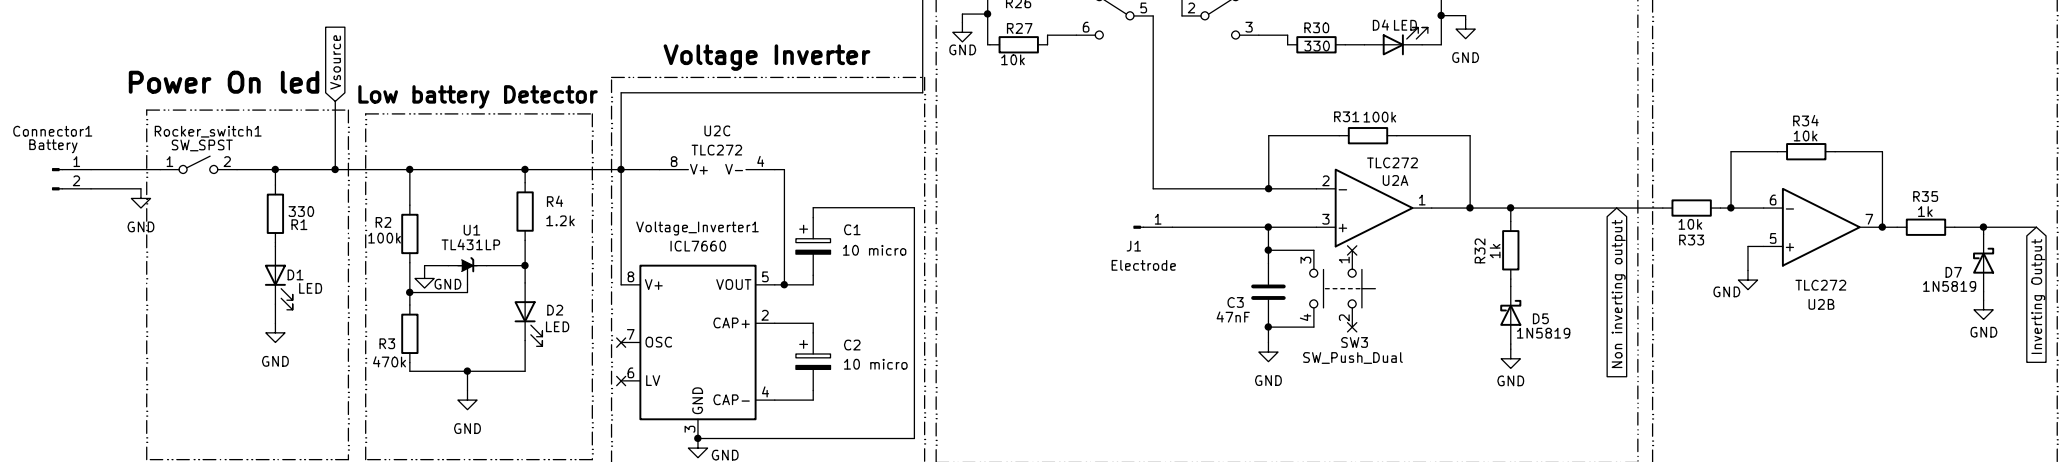 Power On led
Connector1
Battery
1
2
GND
Rocker_switch1
SW_SPST
1
2
Vsource
330
R1
D1
LED
GND
Low battery Detector
R2
100k
U1
TL431LP
GND
R4
1.2k
D2
LED
R3
470k
GND
Voltage Inverter
U2C
TLC272
8
V+
V-
4
Voltage_Inverter1
ICL7660
8
V+
VOUT
5
CAP+
2
7
OSC
6
LV
CAP-
4
GND
3
GND
+
C1
10 micro
+
C2
10 micro
R26
GND
R27
10k
6
5
2
3
R30
330
D4
LED
GND
R31
100k
TLC272
U2A
2
-
3
+
1
1
J1
Electrode
C3
47nF
GND
3
1
4
2
SW3
SW_Push_Dual
R32
1k
D5
1N5819
GND
Non inverting output
10k
R33
R34
10k
6
-
5
+
7
GND
TLC272
U2B
R35
1k
D7
1N5819
GND
Inverting Output